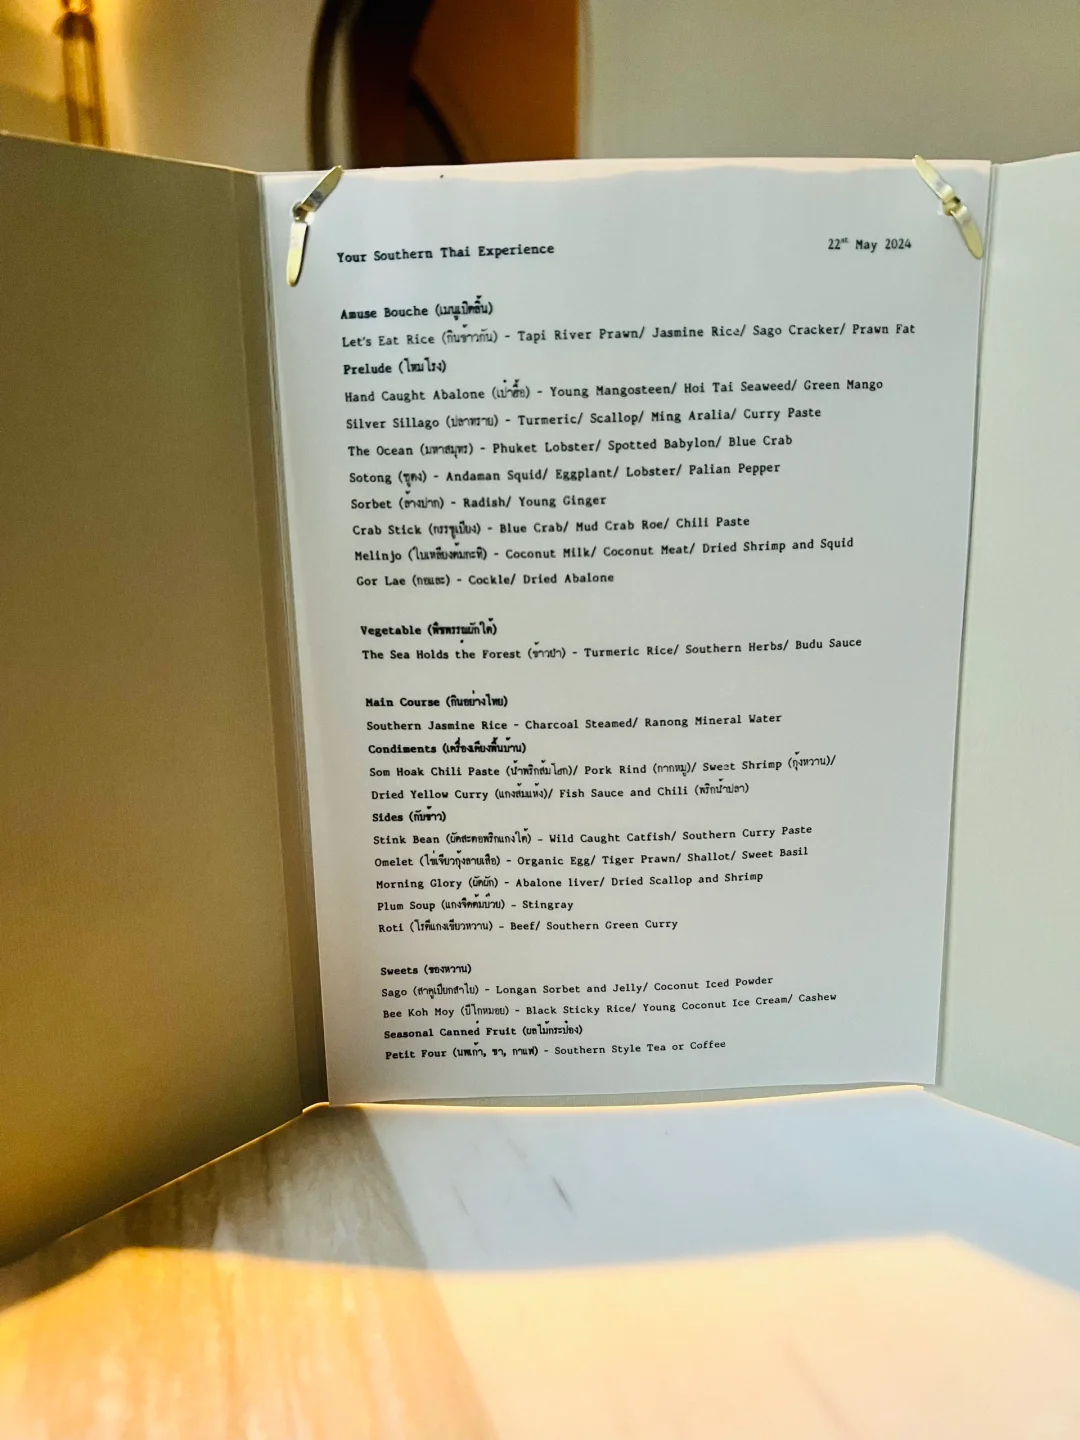 Your Southern Thai Experience
22st May 2024
Amuse Bouche (เมนูเปิดลิ้น)
Let's Eat Rice (กินข้าวกัน) - Tapi River Prawn/ Jasmine Rice/ Sago Cracker/ Prawn Fat
Prelude (โหมโรง)
Hand Caught Abalone (เป๋าฮื้อ) - Young Mangosteen/ Hoi Tai Seaweed/ Green Mango
Silver Sillago (ปลาทราย) - Turmeric/ Scallop/ Ming Aralia/ Curry Paste
The Ocean (มหาสมุทร) - Phuket Lobster/ Spotted Babylon/ Blue Crab
Sotong (ซูตง) - Andaman Squid/ Eggplant/ Lobster/ Palian Pepper
Sorbet (ล้างปาก) - Radish/ Young Ginger
Crab Stick (กรรชูเปียง) - Blue Crab/ Mud Crab Roe/ Chili Paste
Melinjo (ใบเหลียงต้มกะทิ) - Coconut Milk/ Coconut Meat/ Dried Shrimp and Squid
Gor Lae (กอและ) - Cockle/ Dried Abalone
Vegetable (พืชพรรณผักใต้)
The Sea Holds the Forest (ข้าวยำ) - Turmeric Rice/ Southern Herbs/ Budu Sauce
Main Course (กินอย่างไทย)
Southern Jasmine Rice - Charcoal Steamed/ Ranong Mineral Water
Condiments (เครื่องเคียงพื้นบ้าน)
Som Hoak Chili Paste (น้ำพริกส้มโฮก)/ Pork Rind (กากหมู)/ Sweet Shrimp (กุ้งหวาน)/
Dried Yellow Curry (แกงส้มแห้ง)/ Fish Sauce and Chili (พริกน้ำปลา)
Sides (กับข้าว)
Stink Bean (ผัดสะตอพริกแกงใต้) - Wild Caught Catfish/ Southern Curry Paste
Omelet (ไข่เจียวกุ้งลายเสือ) - Organic Egg/ Tiger Prawn/ Shallot/ Sweet Basil
Morning Glory (ผัดผัก) - Abalone liver/ Dried Scallop and Shrimp
Plum Soup (แกงจืดต้มบ๊วย) - Stingray
Roti (โรตีแกงเขียวหวาน) - Beef/ Southern Green Curry
Sweets (ของหวาน)
Sago (สาคูเปียกลำไย) - Longan Sorbet and Jelly/ Coconut Iced Powder
Bee Koh Moy (บีโกหมอย) - Black Sticky Rice/ Young Coconut Ice Cream/ Cashew
Seasonal Canned Fruit (ผลไม้กระป๋อง)
Petit Four (นพเก้า, ชา, กาแฟ) - Southern Style Tea or Coffee